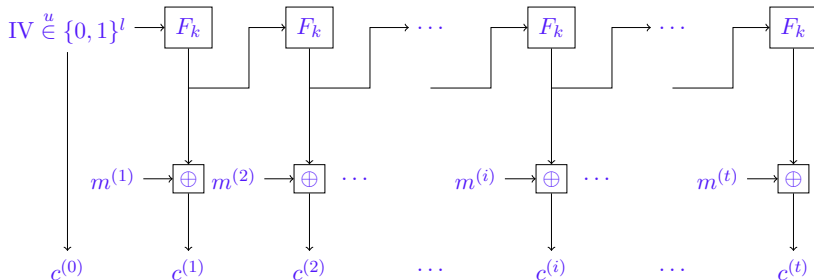 IV ∈ᵘ {0, 1}ˡ F_k F_k ⋯ F_k ⋯ F_k
m⁽¹⁾ ⊕ m⁽²⁾ ⊕ ⋯ m⁽ⁱ⁾ ⊕ ⋯ m⁽ᵗ⁾ ⊕
c⁽⁰⁾ c⁽¹⁾ c⁽²⁾ ⋯ c⁽ⁱ⁾ ⋯ c⁽ᵗ⁾